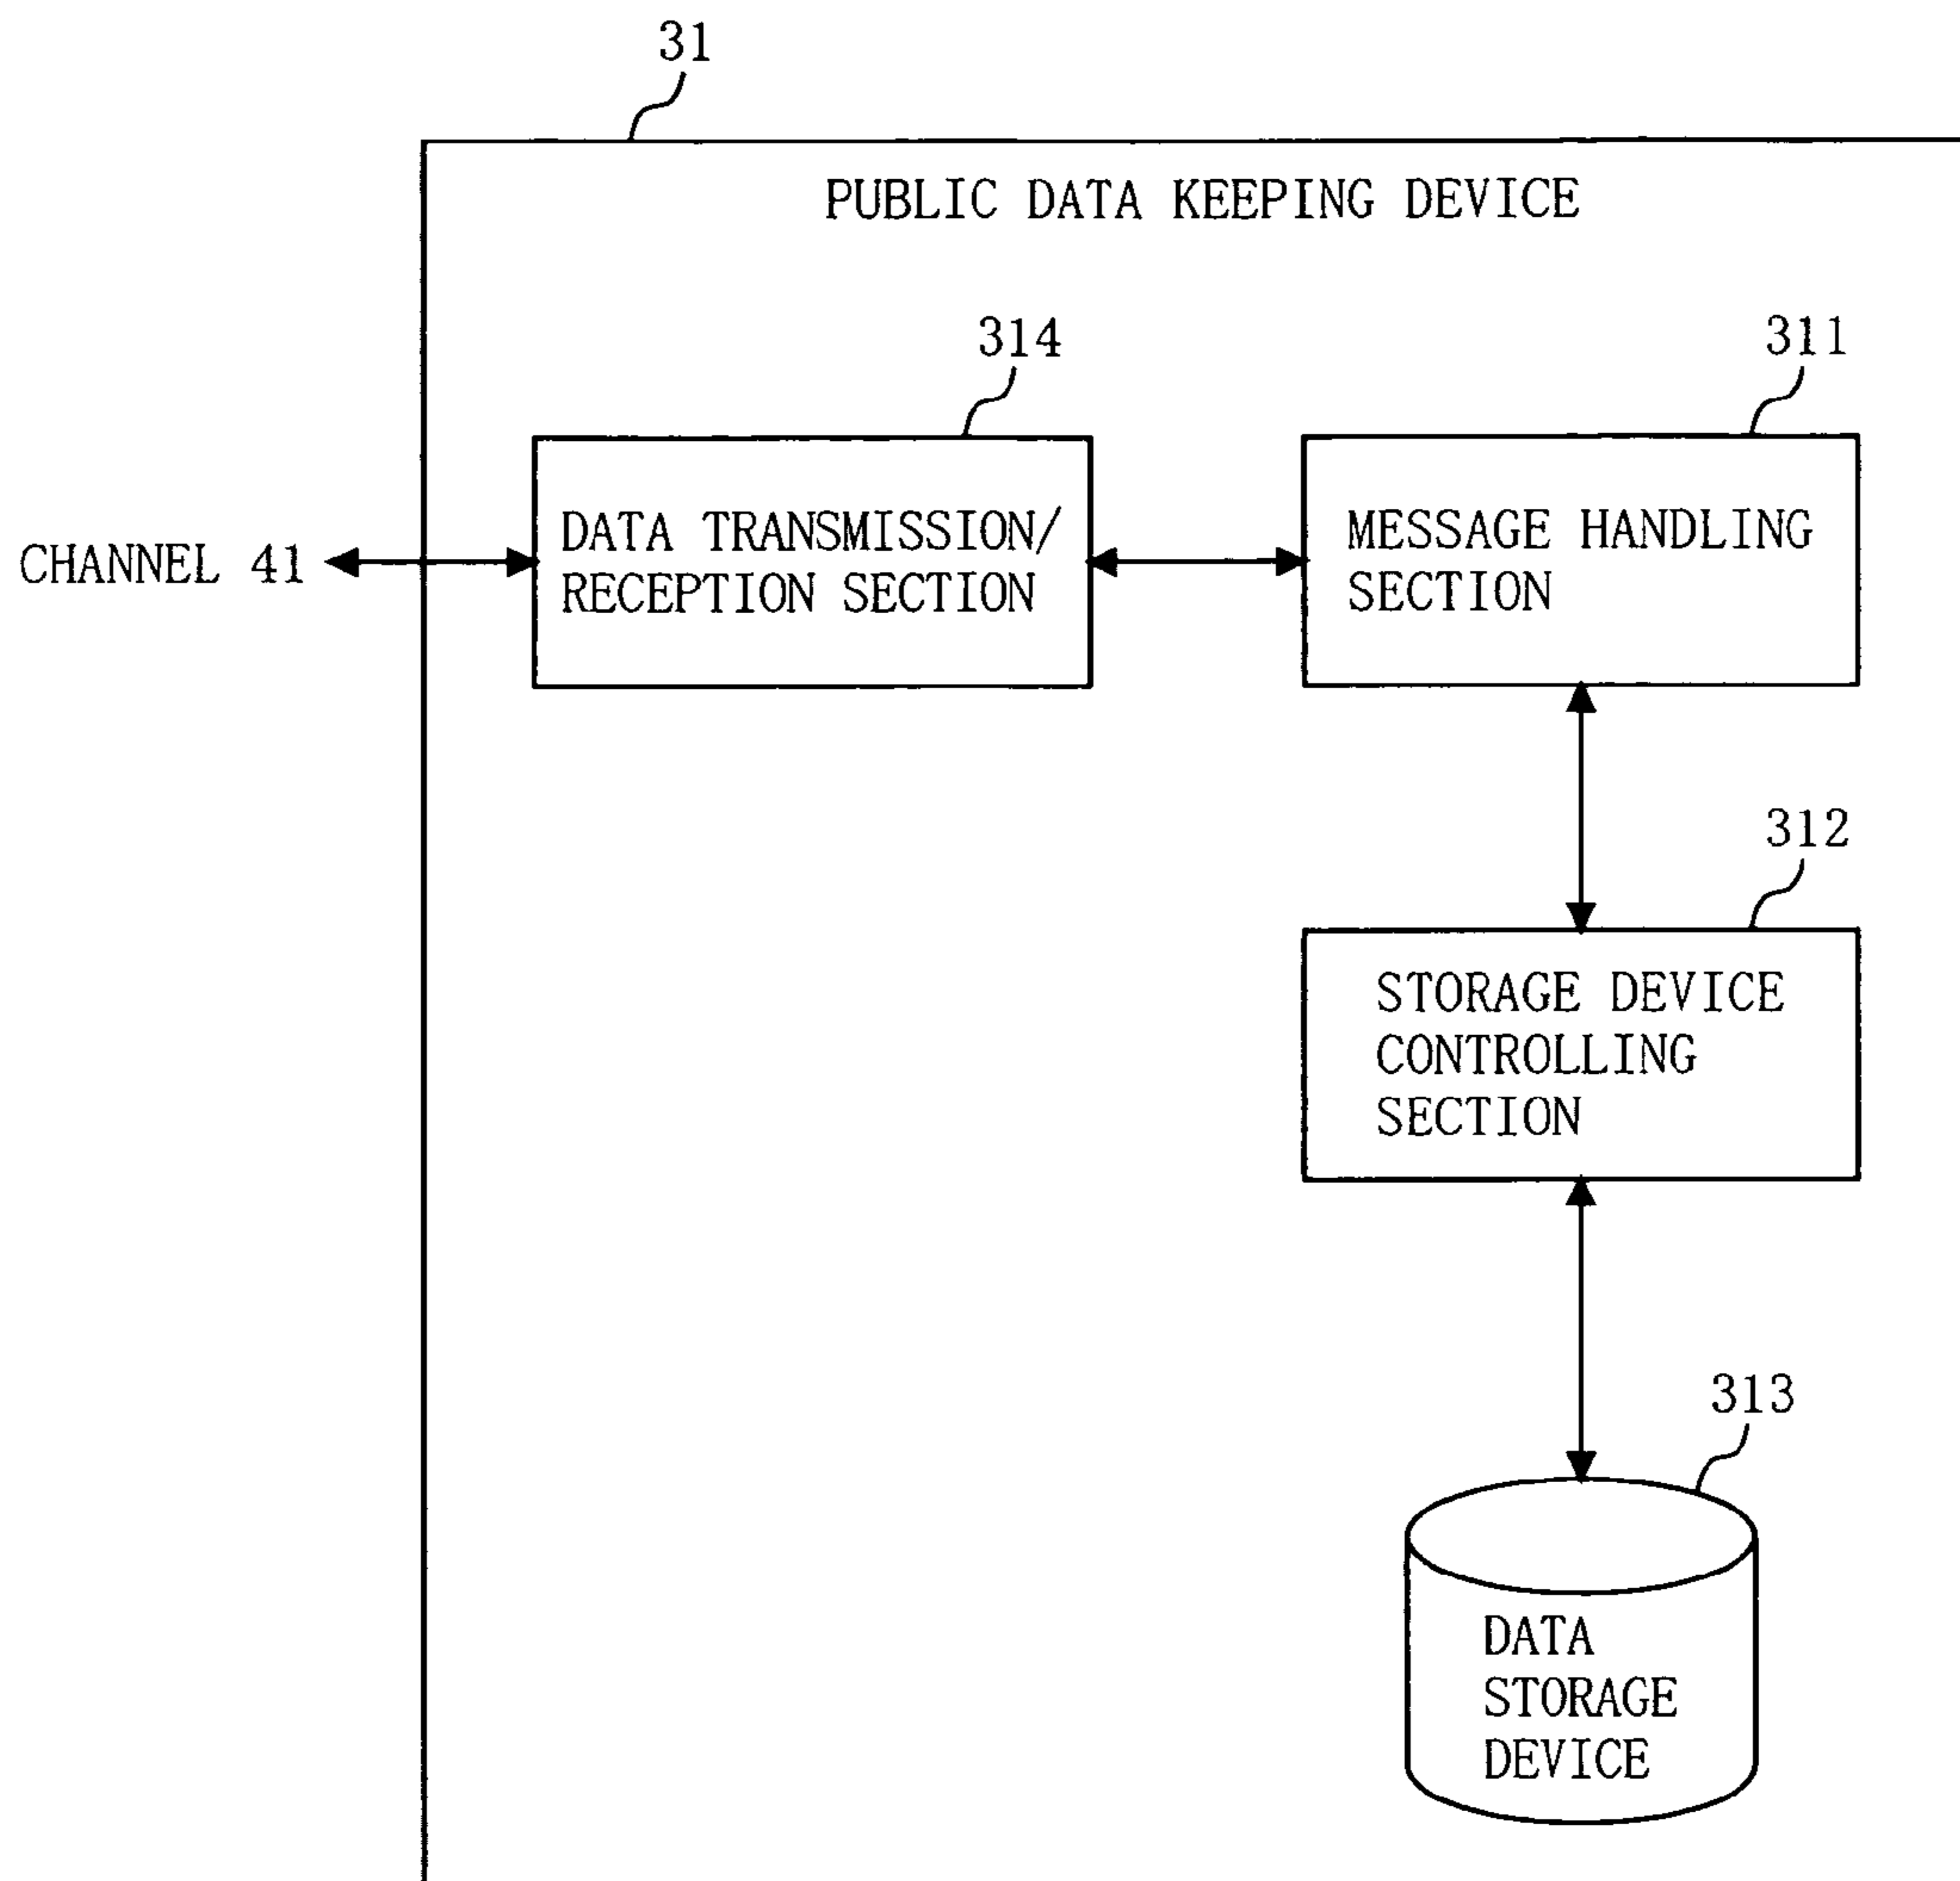 31
PUBLIC DATA KEEPING DEVICE
314
311
CHANNEL 41
DATA TRANSMISSION/
RECEPTION SECTION
MESSAGE HANDLING
SECTION
312
STORAGE DEVICE
CONTROLLING
SECTION
313
DATA
STORAGE
DEVICE